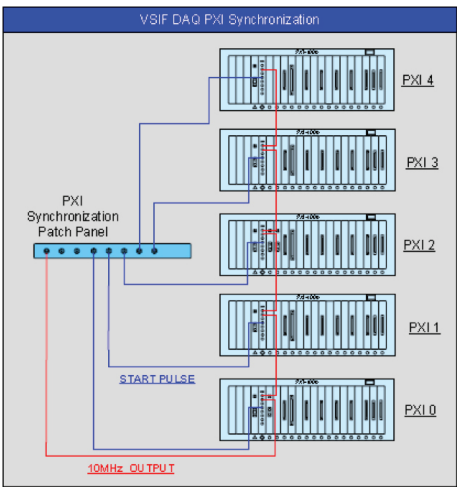 VSIF DAQ PXI Synchronization
PXI 4
PXI 3
PXI
Synchronization
Patch Panel
PXI 2
PXI 1
START PULSE
PXI 0
10MHz OUTPUT